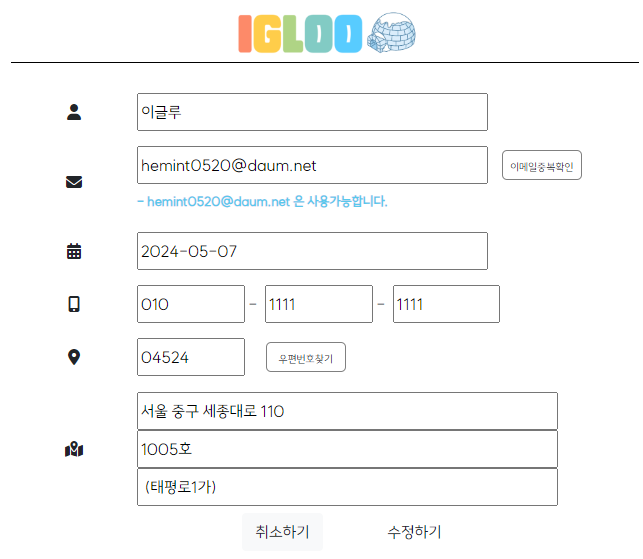 IGLOO
이글루
hemint0520@daum.net 이메일중복확인
- hemint0520@daum.net 은 사용가능합니다.
2024-05-07
010 - 1111 - 1111
04524 우편번호찾기
서울 중구 세종대로 110
1005호
(태평로1가)
취소하기 수정하기